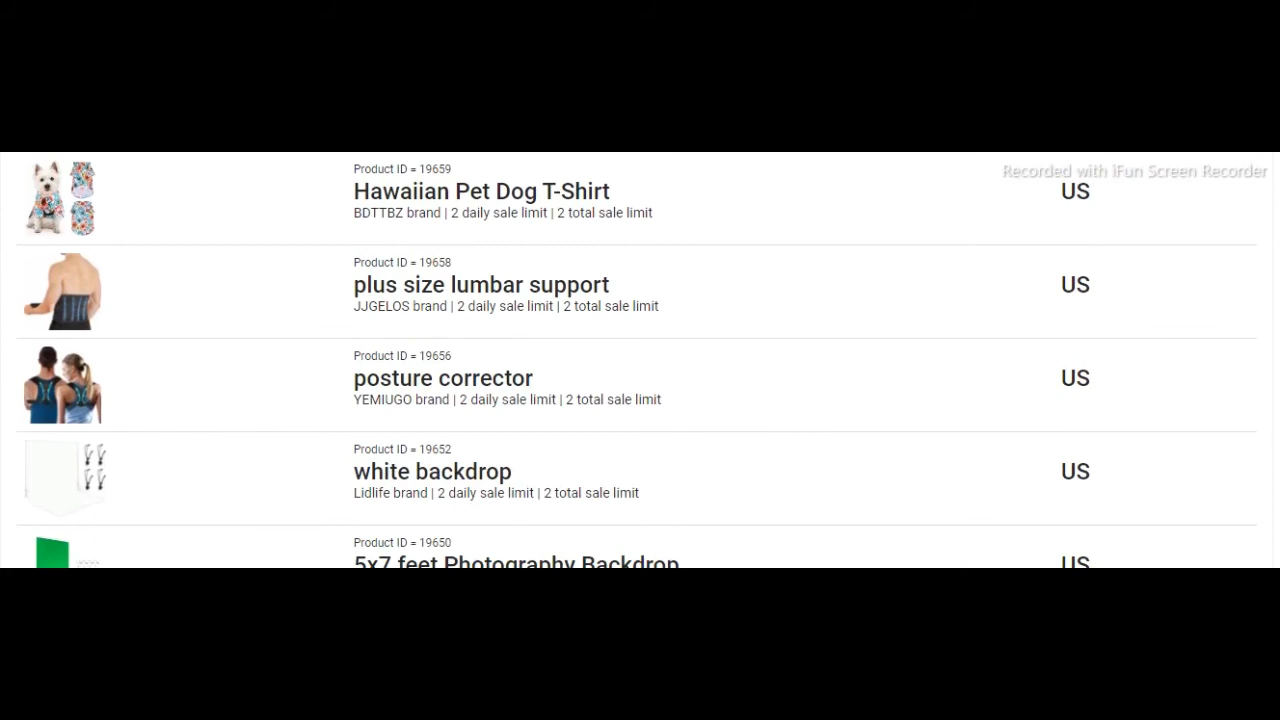 Recorded with iFun Screen Recorder
Product ID = 19659
Hawaiian Pet Dog T-Shirt
US
BDTTBZ brand | 2 daily sale limit | 2 total sale limit
Product ID = 19658
plus size lumbar support
US
JJGELOS brand | 2 daily sale limit | 2 total sale limit
Product ID = 19656
posture corrector
US
YEMIUGO brand | 2 daily sale limit | 2 total sale limit
Product ID = 19652
white backdrop
US
Lidlife brand | 2 daily sale limit | 2 total sale limit
Product ID = 19650
5x7 feet Photography Backdrop
US